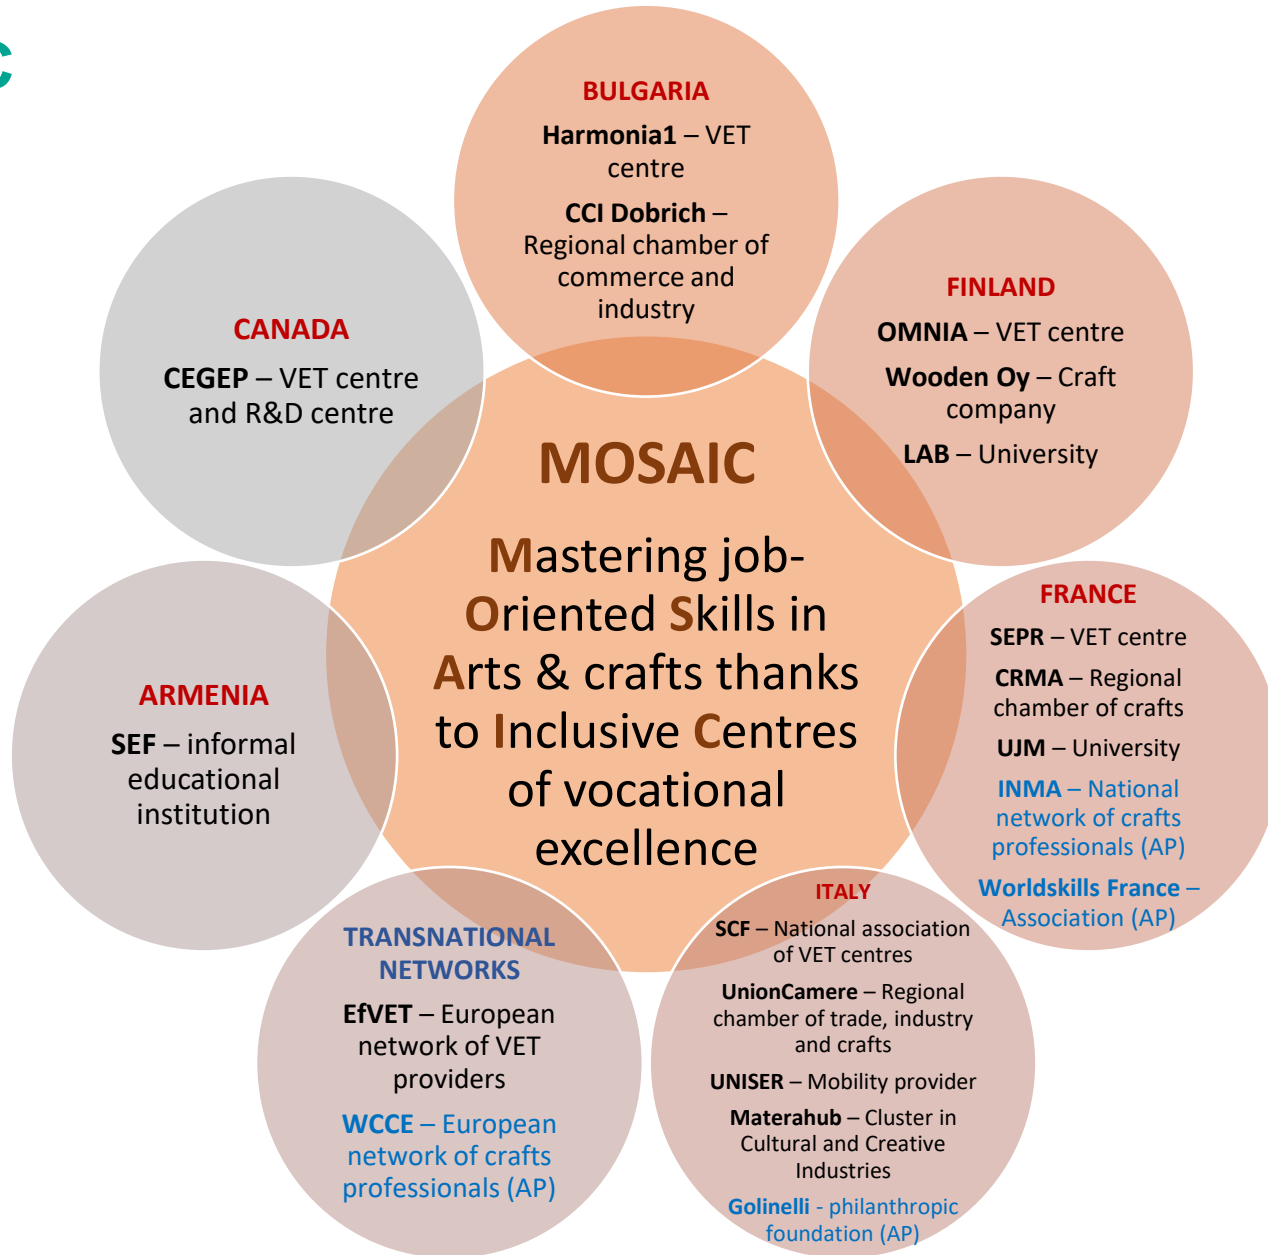 C
BULGARIA
Harmonia1 – VET
centre
CCI Dobrich –
Regional chamber of
commerce and
industry
FINLAND
OMNIA – VET centre
Wooden Oy – Craft
company
LAB – University
FRANCE
SEPR – VET centre
CRMA – Regional
chamber of crafts
UJM – University
INMA – National
network of crafts
professionals (AP)
Worldskills France –
Association (AP)
ITALY
SCF – National association
of VET centres
UnionCamere – Regional
chamber of trade, industry
and crafts
UNISER – Mobility provider
Materahub – Cluster in
Cultural and Creative
Industries
Golinelli - philanthropic
foundation (AP)
TRANSNATIONAL
NETWORKS
EfVET – European
network of VET
providers
WCCE – European
network of crafts
professionals (AP)
ARMENIA
SEF – informal
educational
institution
CANADA
CEGEP – VET centre
and R&D centre
MOSAIC
Mastering job-
Oriented Skills in
Arts & crafts thanks
to Inclusive Centres
of vocational
excellence